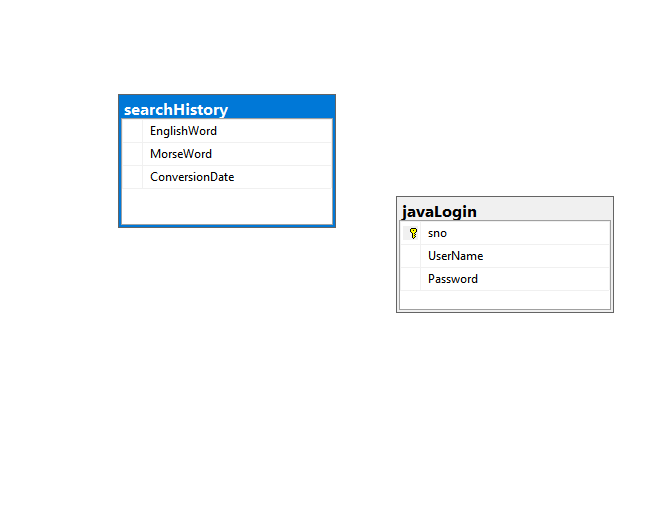 searchHistory
EnglishWord
MorseWord
ConversionDate
javaLogin
sno
UserName
Password